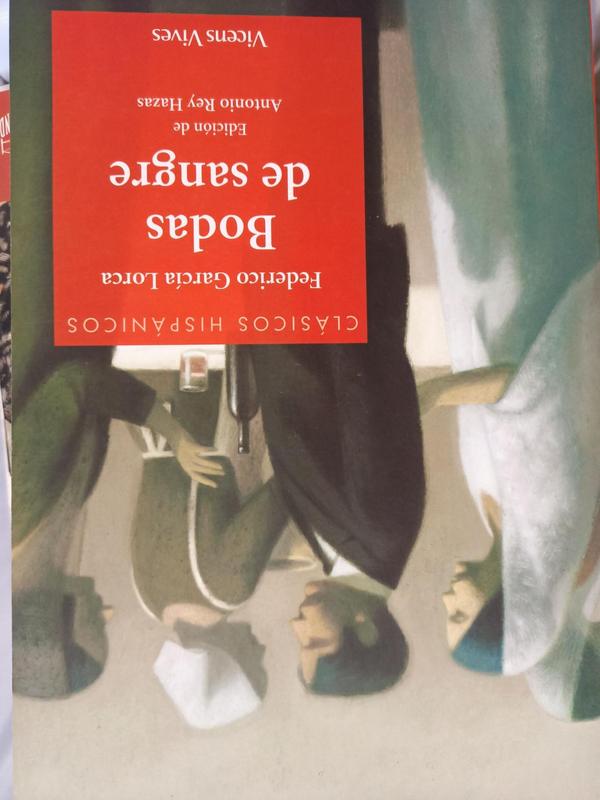 CLÁSICOS HISPÁNICOS
Federico García Lorca
Bodas
de sangre
Edición de
Antonio Rey Hazas
Vicens Vives